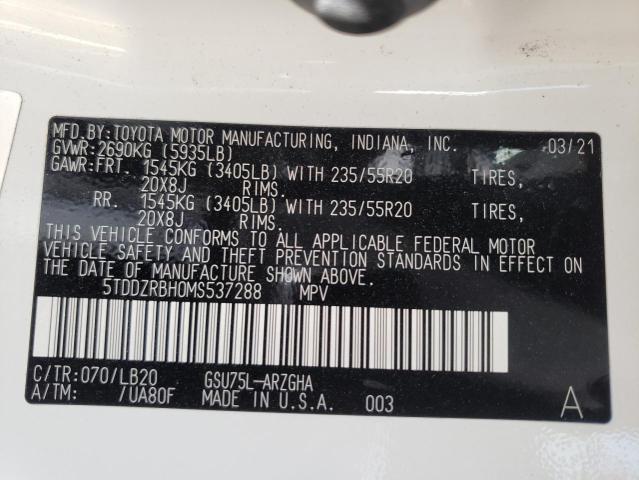 MFD.BY:TOYOTA MOTOR MANUFACTURING, INDIANA, INC. 03/21
GVWR:2690KG (5935LB)
GAWR:FRT. 1545KG (3405LB) WITH 235/55R20 TIRES,
20X8J RIMS.
RR. 1545KG (3405LB) WITH 235/55R20 TIRES,
20X8J RIMS.
THIS VEHICLE CONFORMS TO ALL APPLICABLE FEDERAL MOTOR
VEHICLE SAFETY AND THEFT PREVENTION STANDARDS IN EFFECT ON
THE DATE OF MANUFACTURE SHOWN ABOVE.
5TDDZRBH0MS537288 MPV
C/TR:070/LB20 GSU75L-ARZGHA
A/TM: /UA80F MADE IN U.S.A. 003 A